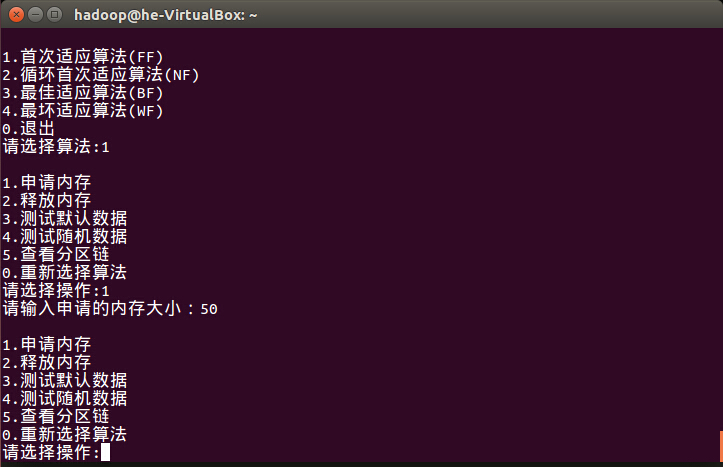 hadoop@he-VirtualBox: ~
1.首次适应算法(FF)
2.循环首次适应算法(NF)
3.最佳适应算法(BF)
4.最环适应算法(WF)
0.退出
请选择算法:1
1.申请内存
2.释放内存
3.测试默认数据
4.测试随机数据
5.查看分区链
0.重新选择算法
请选择操作:1
请输入申请的内存大小：50
1.申请内存
2.释放内存
3.测试默认数据
4.测试随机数据
5.查看分区链
0.重新选择算法
请选择操作: